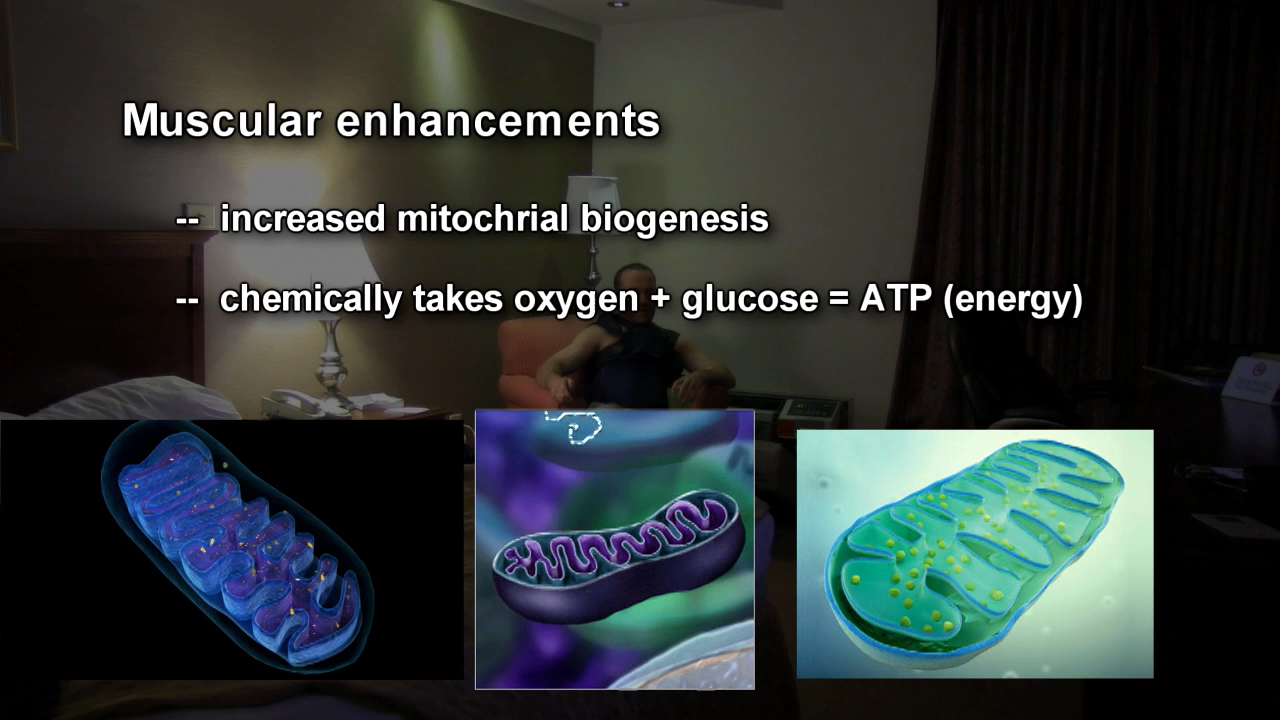 Muscular enhancements
-- increased mitochrial biogenesis
-- chemically takes oxygen + glucose = ATP (energy)